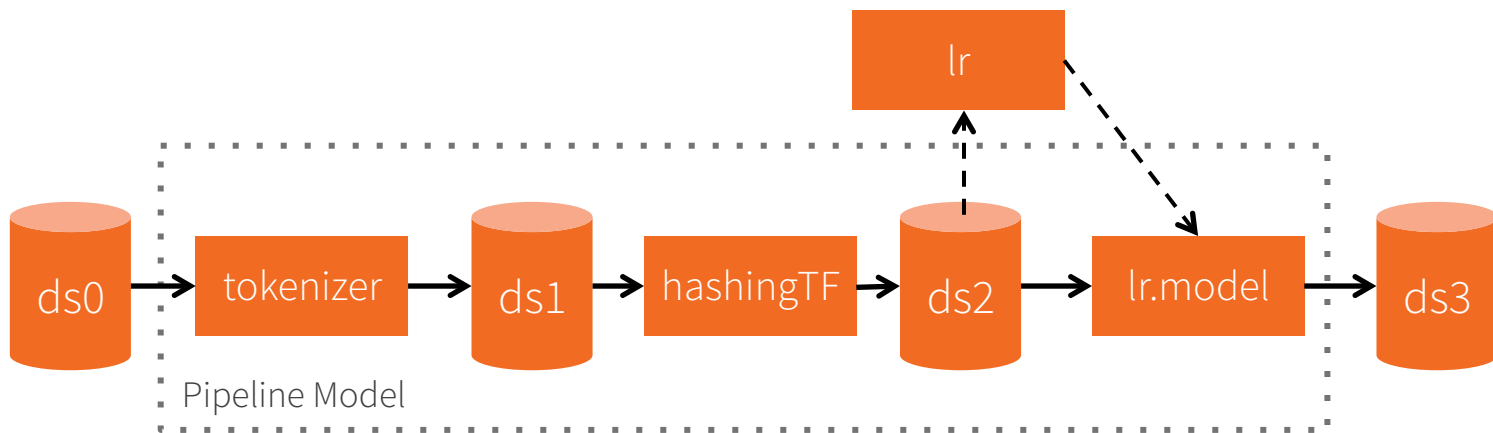 lr
ds0
tokenizer
ds1
hashingTF
ds2
lr.model
ds3
Pipeline Model